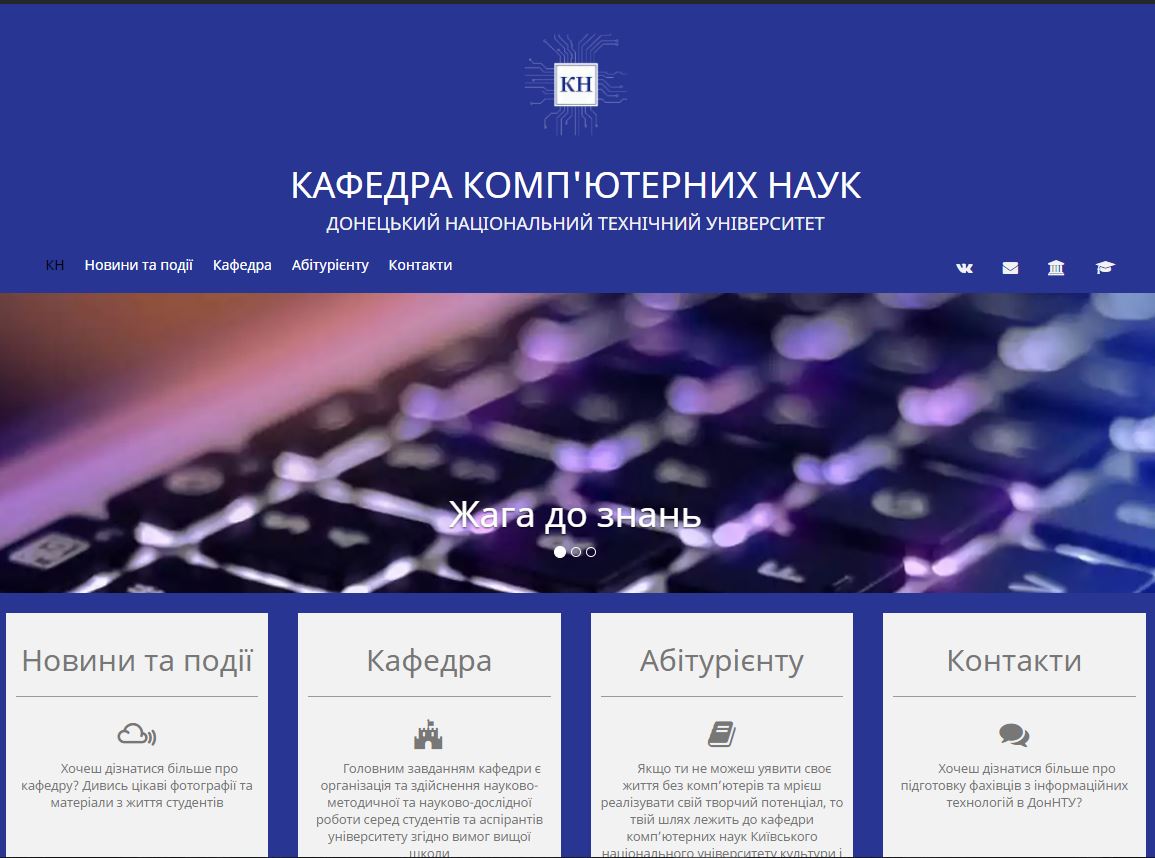 КН
КАФЕДРА КОМП'ЮТЕРНИХ НАУК
ДОНЕЦЬКИЙ НАЦІОНАЛЬНИЙ ТЕХНІЧНИЙ УНІВЕРСИТЕТ
КН Новини та події Кафедра Абітурієнту Контакти
Жага до знань
Новини та події
Хочеш дізнатися більше про
кафедру? Дивись цікаві фотографії та
матеріали з життя студентів
Кафедра
Головним завданням кафедри є
організація та здійснення науково-
методичної та науково-дослідної
роботи серед студентів та аспірантів
університету згідно вимог вищої
школи
Абітурієнту
Якщо ти не можеш уявити своє
життя без комп’ютерів та мрієш
реалізувати свій творчий потенціал, то
твій шлях лежить до кафедри
комп’ютерних наук Київського
національного університету культури і
Контакти
Хочеш дізнатися більше про
підготовку фахівців з інформаційних
технологій в ДонНТУ?